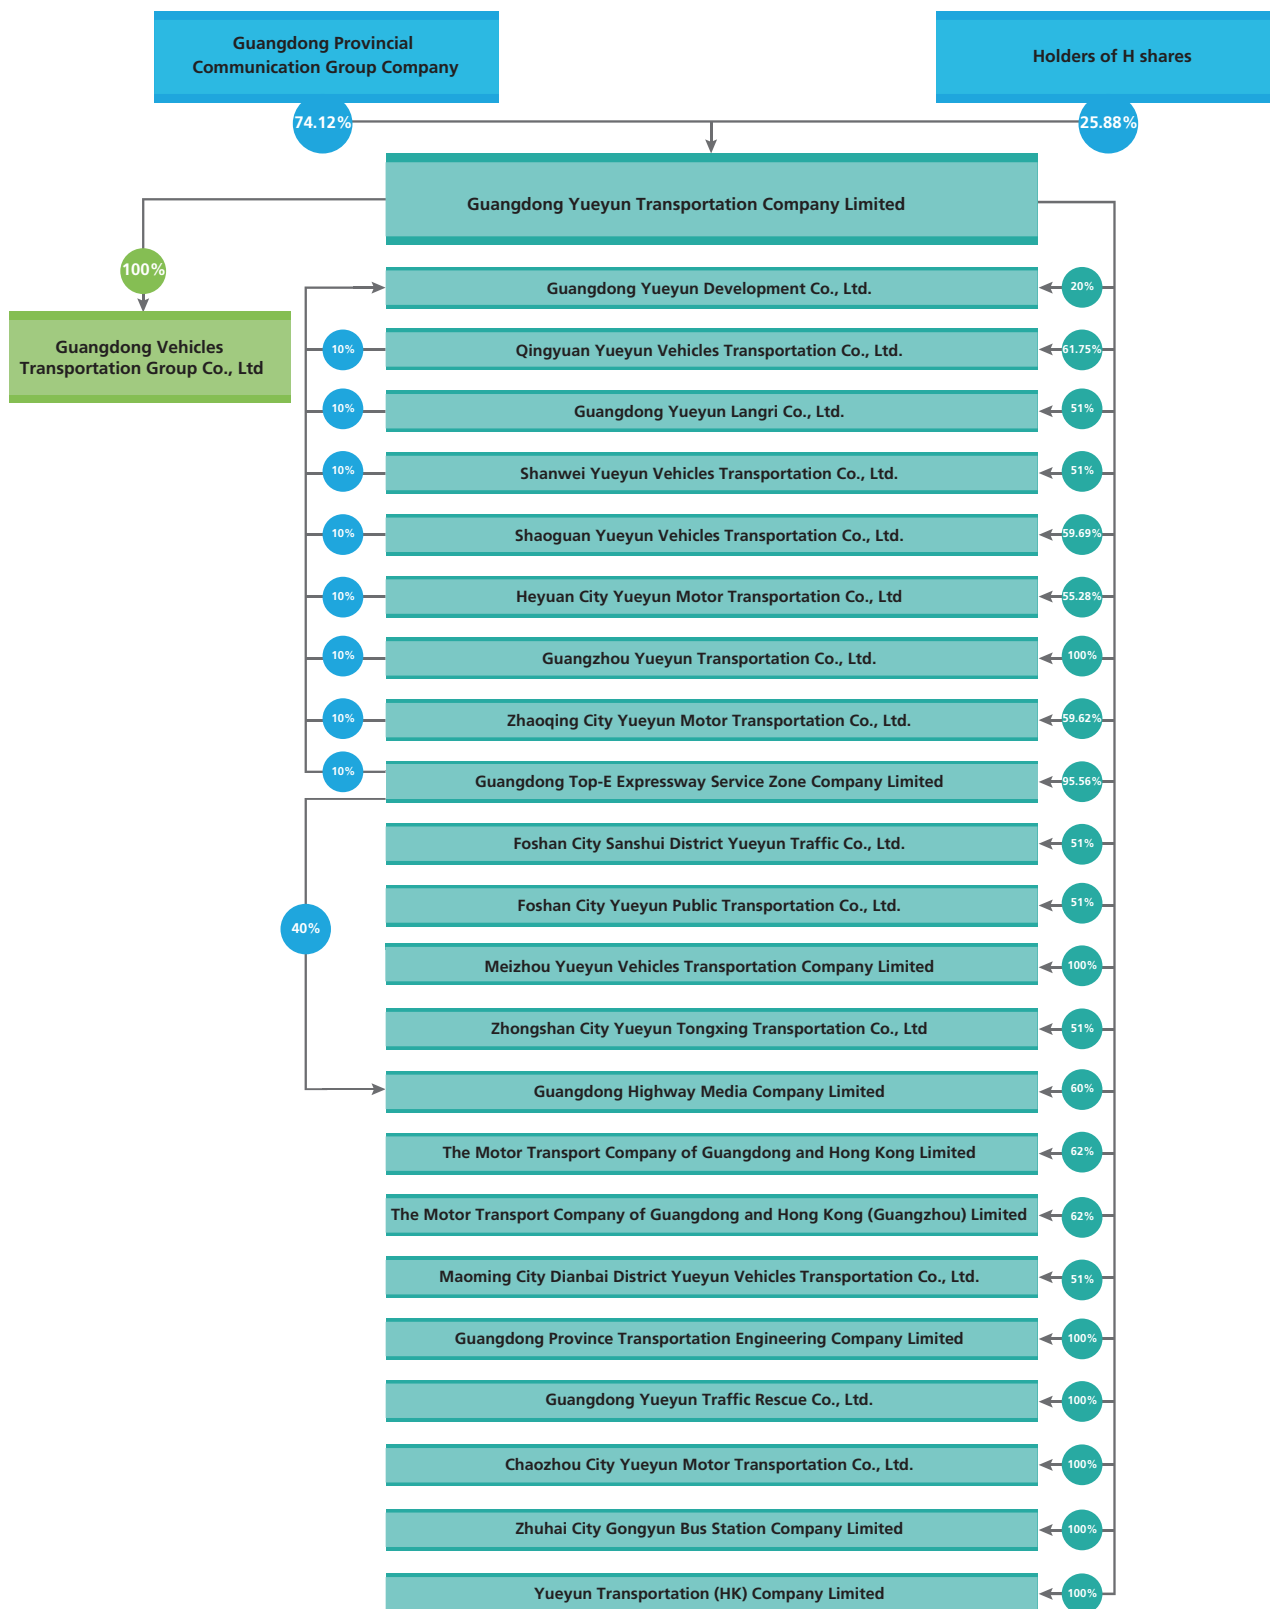 Guangdong Provincial
Communication Group Company
Holders of H shares
74.12%
25.88%
Guangdong Yueyun Transportation Company Limited
100%
Guangdong Vehicles
Transportation Group Co., Ltd
Guangdong Yueyun Development Co., Ltd.
20%
10%
Qingyuan Yueyun Vehicles Transportation Co., Ltd.
61.75%
10%
Guangdong Yueyun Langri Co., Ltd.
51%
10%
Shanwei Yueyun Vehicles Transportation Co., Ltd.
51%
10%
Shaoguan Yueyun Vehicles Transportation Co., Ltd.
59.69%
10%
Heyuan City Yueyun Motor Transportation Co., Ltd
55.28%
10%
Guangzhou Yueyun Transportation Co., Ltd.
100%
10%
Zhaoqing City Yueyun Motor Transportation Co., Ltd.
59.62%
10%
Guangdong Top-E Expressway Service Zone Company Limited
95.56%
Foshan City Sanshui District Yueyun Traffic Co., Ltd.
51%
Foshan City Yueyun Public Transportation Co., Ltd.
51%
40%
Meizhou Yueyun Vehicles Transportation Company Limited
100%
Zhongshan City Yueyun Tongxing Transportation Co., Ltd
51%
Guangdong Highway Media Company Limited
60%
The Motor Transport Company of Guangdong and Hong Kong Limited
62%
The Motor Transport Company of Guangdong and Hong Kong (Guangzhou) Limited
62%
Maoming City Dianbai District Yueyun Vehicles Transportation Co., Ltd.
51%
Guangdong Province Transportation Engineering Company Limited
100%
Guangdong Yueyun Traffic Rescue Co., Ltd.
100%
Chaozhou City Yueyun Motor Transportation Co., Ltd.
100%
Zhuhai City Gongyun Bus Station Company Limited
100%
Yueyun Transportation (HK) Company Limited
100%